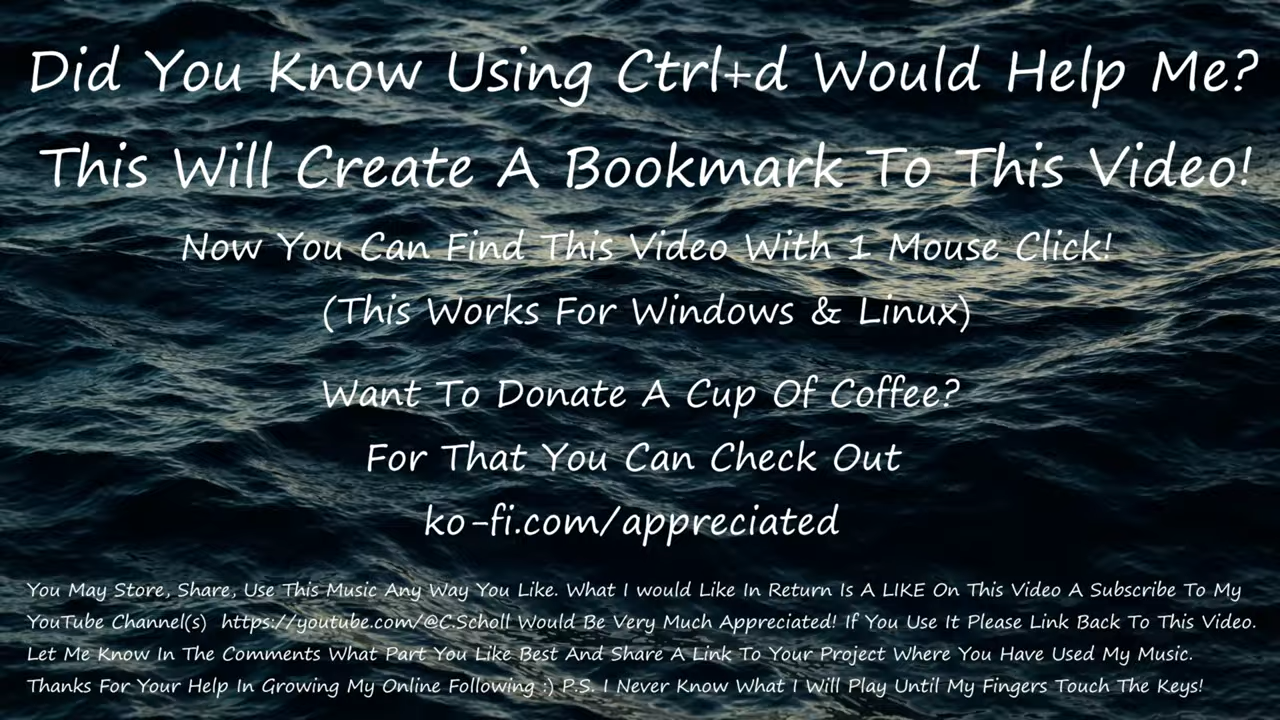 Did You Know Using Ctrl+d Would Help Me?
This Will Create A Bookmark To This Video!
Now You Can Find This Video With 1 Mouse Click!
(This Works For Windows & Linux)
Want To Donate A Cup Of Coffee?
For That You Can Check Out
ko-fi.com/appreciated
You May Store, Share, Use This Music Any Way You Like. What I would Like In Return Is A LIKE On This Video A Subscribe To My
YouTube Channel(s) https://youtube.com/@C.Scholl Would Be Very Much Appreciated! If You Use It Please Link Back To This Video.
Let Me Know In The Comments What Part You Like Best And Share A Link To Your Project Where You Have Used My Music.
Thanks For Your Help In Growing My Online Following :) P.S. I Never Know What I Will Play Until My Fingers Touch The Keys!